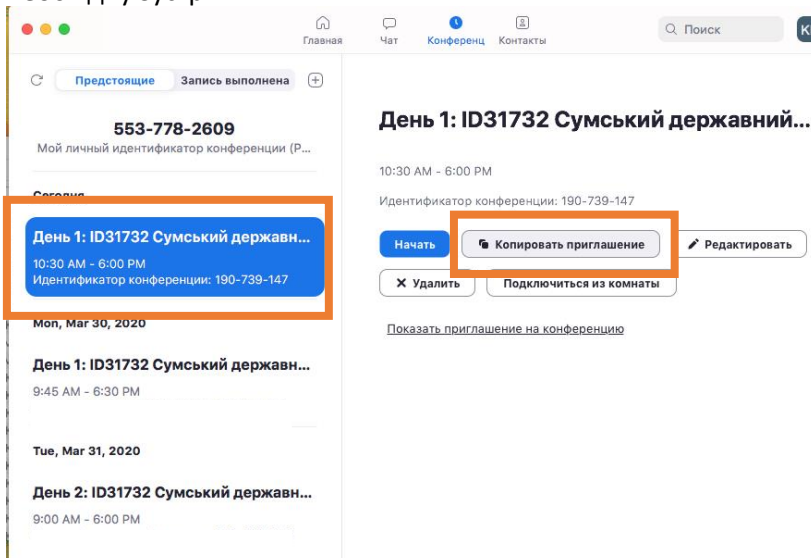 Главная
Чат
Конференц
Контакты
Поиск
Предстоящие
Запись выполнена
553-778-2609
Мой личный идентификатор конференции (P...
Сегодня
День 1: ID31732 Сумський державн...
10:30 AM - 6:00 PM
Идентификатор конференции: 190-739-147
Mon, Mar 30, 2020
День 1: ID31732 Сумський державн...
9:45 AM - 6:30 PM
Tue, Mar 31, 2020
День 2: ID31732 Сумський державн...
9:00 AM - 6:00 PM
День 1: ID31732 Сумський державний...
10:30 AM - 6:00 PM
Идентификатор конференции: 190-739-147
Начать
Копировать приглашение
Редактировать
Удалить
Подключиться из комнаты
Показать приглашение на конференцию